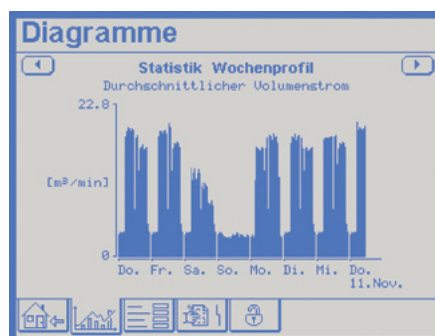 Diagramme
Statistik Wochenprofil
Durchschnittlicher Volumenstrom
22.8
[m³/min]
0
Do. Fr. Sa. So. Mo. Di. Mi. Do.
11.Nov.